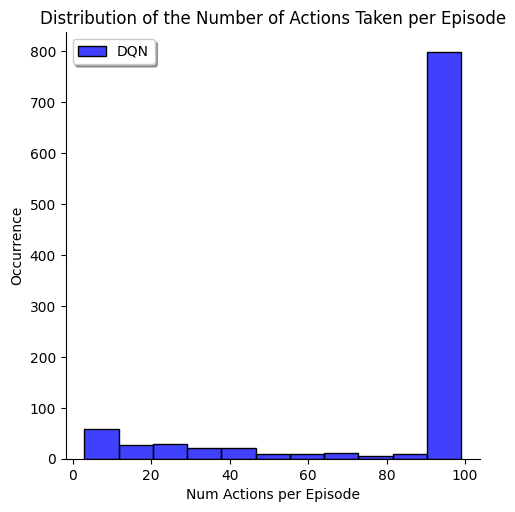 Distribution of the Number of Actions Taken per Episode
DQN
800
700
600
500
400
300
200
100
0
Occurrence
0 20 40 60 80 100
Num Actions per Episode